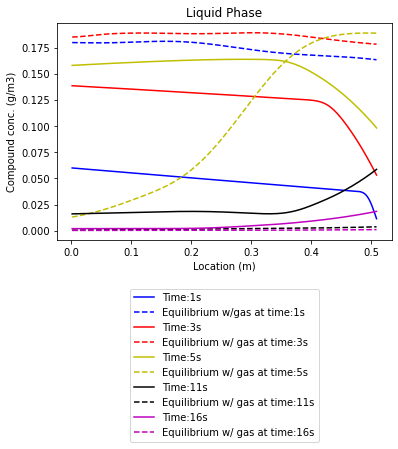 Liquid Phase
Compound conc. (g/m3)
0.175
0.150
0.125
0.100
0.075
0.050
0.025
0.000
0.0 0.1 0.2 0.3 0.4 0.5
Location (m)
Time:1s
Equilibrium w/gas at time:1s
Time:3s
Equilibrium w/ gas at time:3s
Time:5s
Equilibrium w/ gas at time:5s
Time:11s
Equilibrium w/ gas at time:11s
Time:16s
Equilibrium w/ gas at time:16s